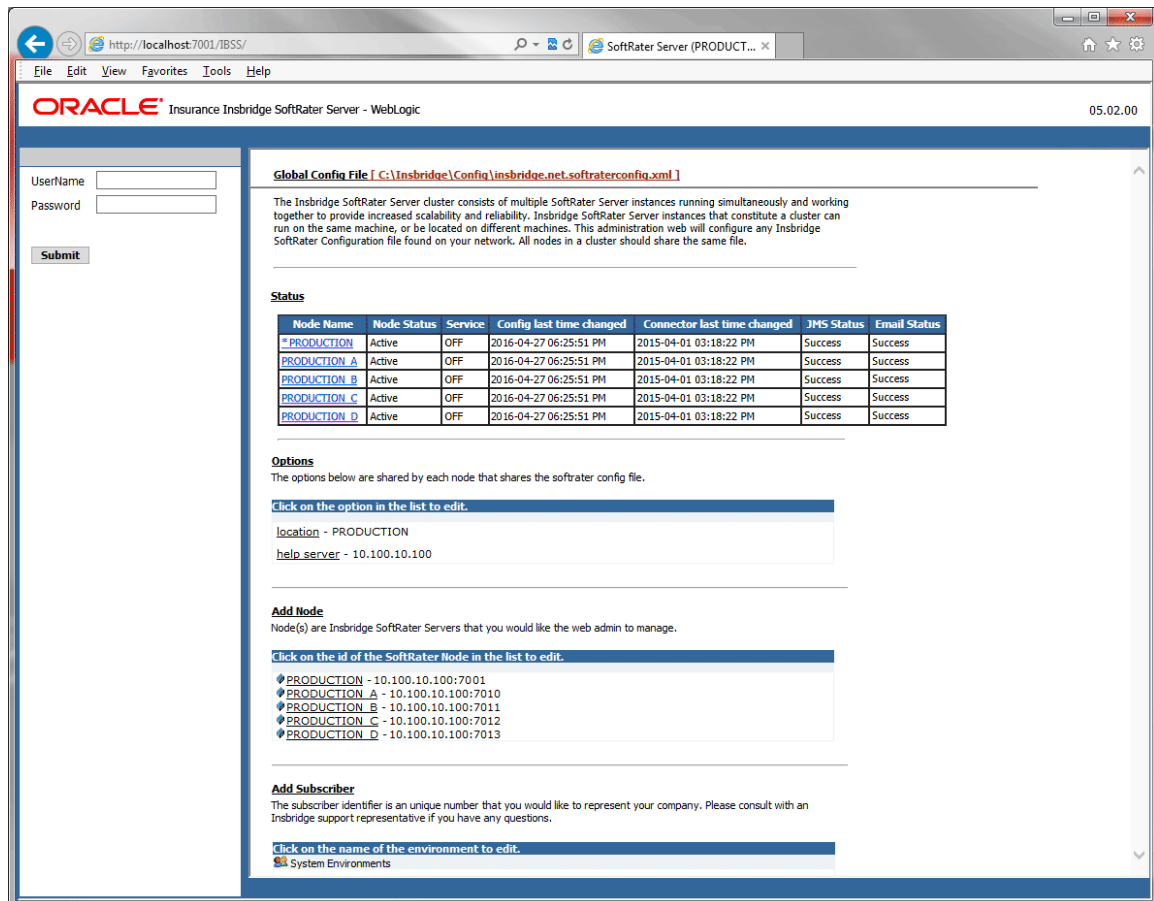 http://localhost:7001/IBSS/
SoftRater Server (PRODUCT...
File Edit View Favorites Tools Help
ORACLE Insurance Insbridge SoftRater Server - WebLogic
05.02.00
UserName
Password
Submit
Global Config File [ C:\Insbridge\Config\insbridge.net.softraterconfig.xml ]
The Insbridge SoftRater Server cluster consists of multiple SoftRater Server instances running simultaneously and working
together to provide increased scalability and reliability. Insbridge SoftRater Server instances that constitute a cluster can
run on the same machine, or be located on different machines. This administration web will configure any Insbridge
SoftRater Configuration file found on your network. All nodes in a cluster should share the same file.
Status
Node Name Node Status Service Config last time changed Connector last time changed JMS Status Email Status
*PRODUCTION Active OFF 2016-04-27 06:25:51 PM 2015-04-01 03:18:22 PM Success Success
PRODUCTION_A Active OFF 2016-04-27 06:25:51 PM 2015-04-01 03:18:22 PM Success Success
PRODUCTION_B Active OFF 2016-04-27 06:25:51 PM 2015-04-01 03:18:22 PM Success Success
PRODUCTION_C Active OFF 2016-04-27 06:25:51 PM 2015-04-01 03:18:22 PM Success Success
PRODUCTION_D Active OFF 2016-04-27 06:25:51 PM 2015-04-01 03:18:22 PM Success Success
Options
The options below are shared by each node that shares the softrater config file.
Click on the option in the list to edit.
location - PRODUCTION
help server - 10.100.10.100
Add Node
Node(s) are Insbridge SoftRater Servers that you would like the web admin to manage.
Click on the id of the SoftRater Node in the list to edit.
PRODUCTION - 10.100.10.100:7001
PRODUCTION_A - 10.100.10.100:7010
PRODUCTION_B - 10.100.10.100:7011
PRODUCTION_C - 10.100.10.100:7012
PRODUCTION_D - 10.100.10.100:7013
Add Subscriber
The subscriber identifier is an unique number that you would like to represent your company. Please consult with an
Insbridge support representative if you have any questions.
Click on the name of the environment to edit.
System Environments